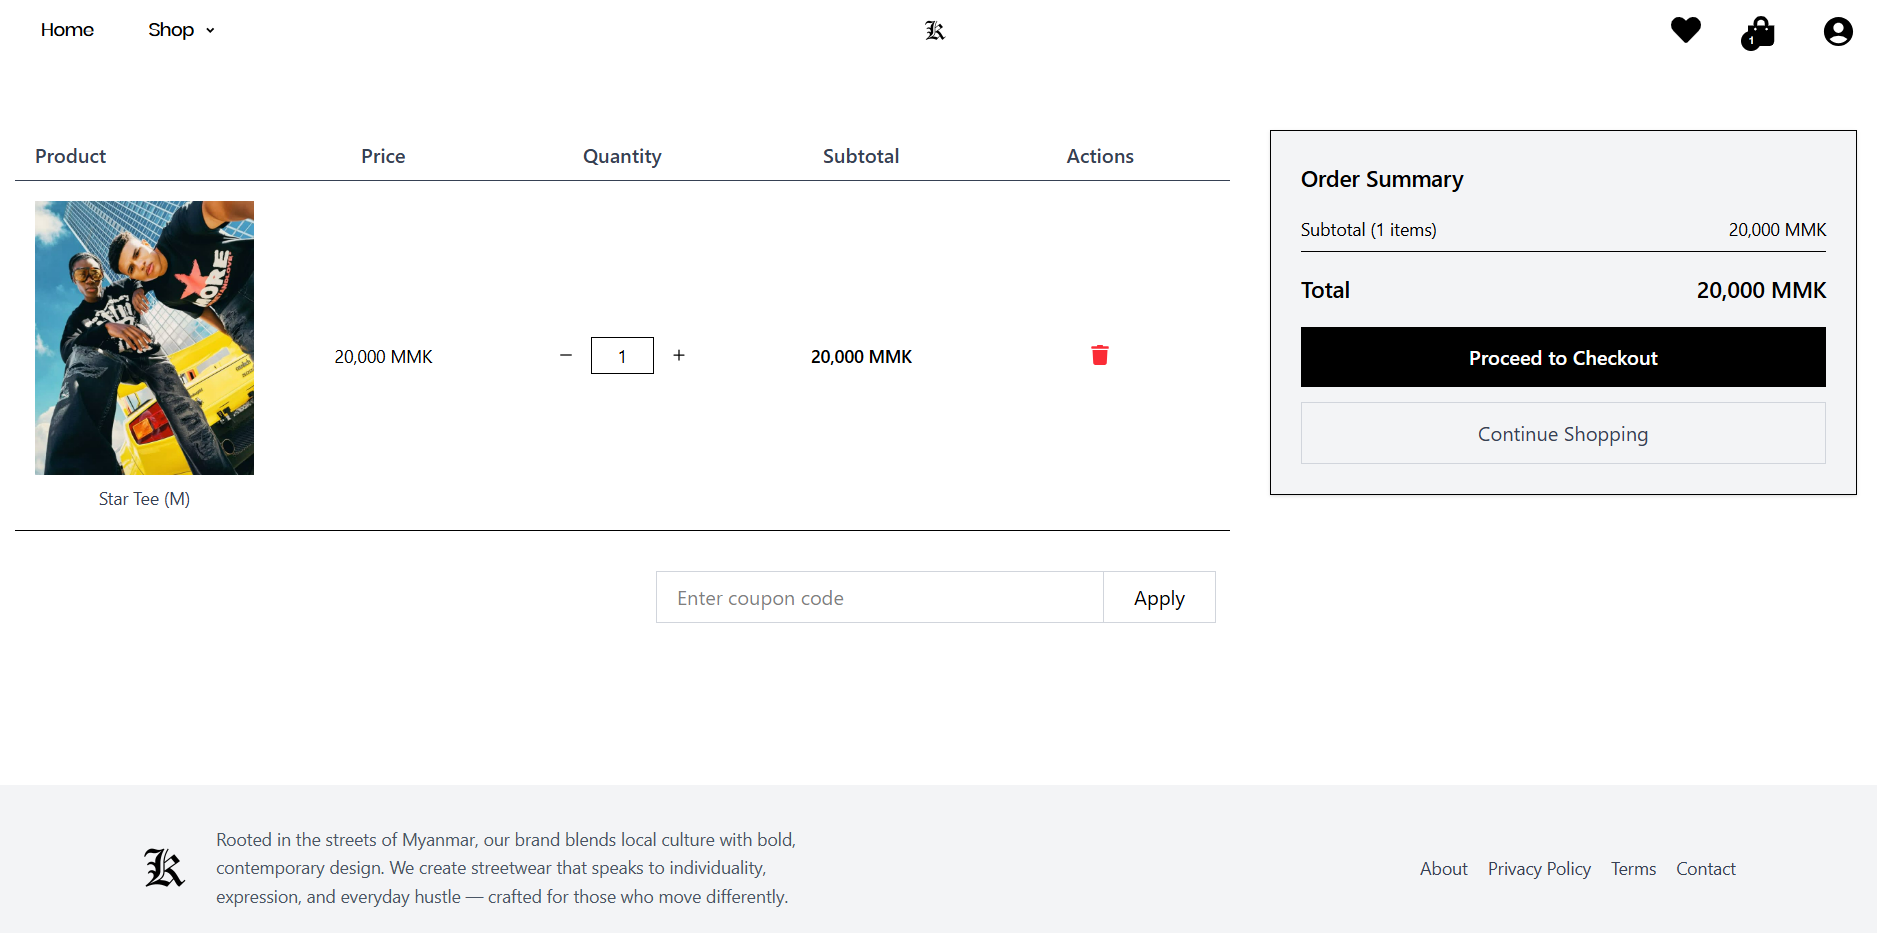 Home
Shop
K
1
Product
Price
Quantity
Subtotal
Actions
MORE
Star Tee (M)
20,000 MMK
1
20,000 MMK
Order Summary
Subtotal (1 items)
20,000 MMK
Total
20,000 MMK
Proceed to Checkout
Continue Shopping
Enter coupon code
Apply
K
Rooted in the streets of Myanmar, our brand blends local culture with bold,
contemporary design. We create streetwear that speaks to individuality,
expression, and everyday hustle — crafted for those who move differently.
About
Privacy Policy
Terms
Contact